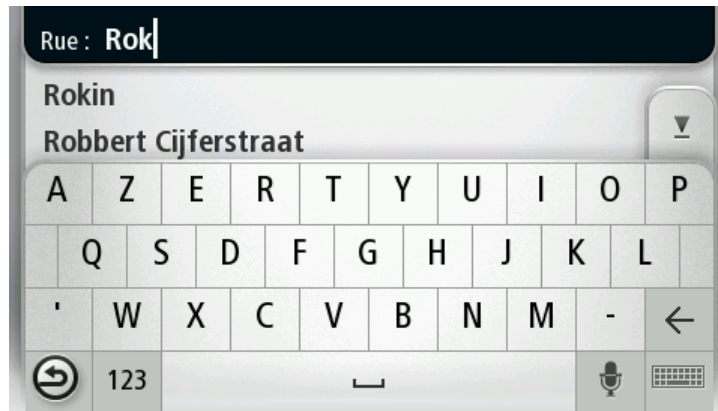 Rue : Rok
Rokin
Robbert Cijferstraat
A Z E R T Y U I O P
Q S D F G H J K L
' W X C V B N M -
123